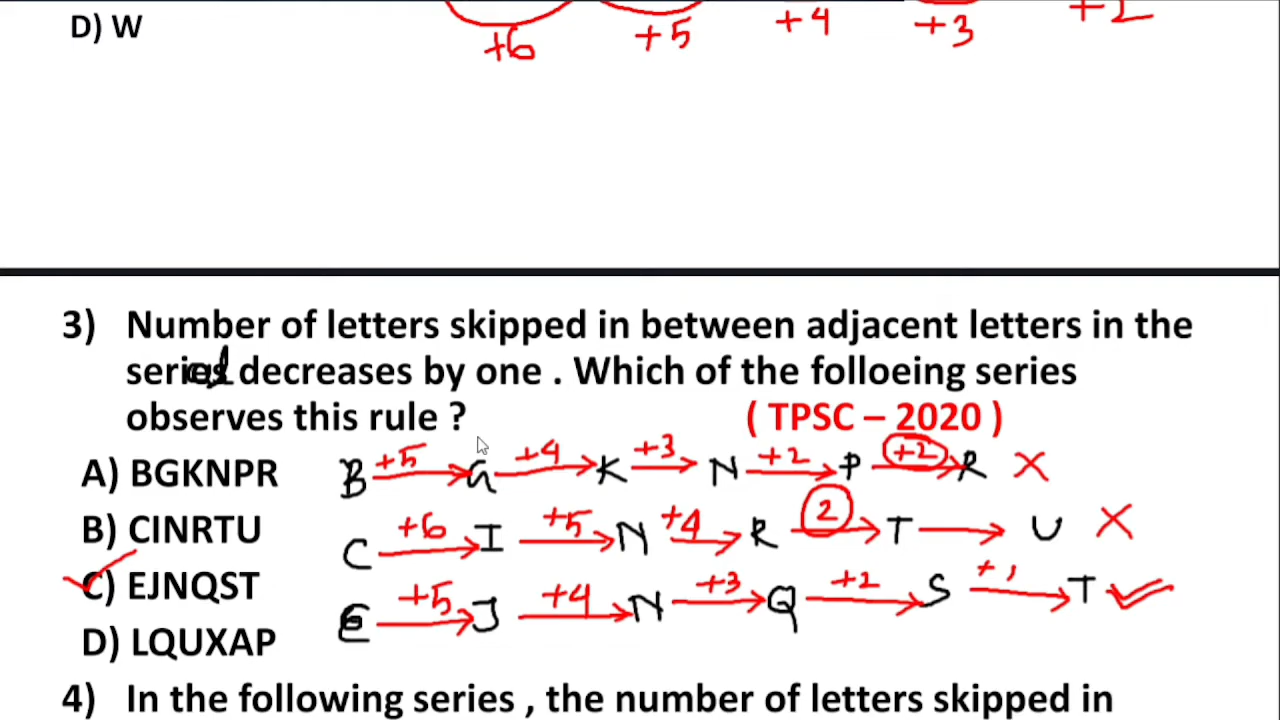 D) W
+6 +5 +4 +3 +2
3) Number of letters skipped in between adjacent letters in the
decreases by one . Which of the folloeing series
observes this rule ?
( TPSC – 2020 )
A) BGKNPR B +5 G +4 K +3 N +2 P +2 R ×
B) CINRTU C +6 I +5 N +4 R 2 T U ×
C) EJNQST E +5 J +4 N +3 Q +2 S +1 T ✓
D) LQUXAP
4) In the following series , the number of letters skipped in